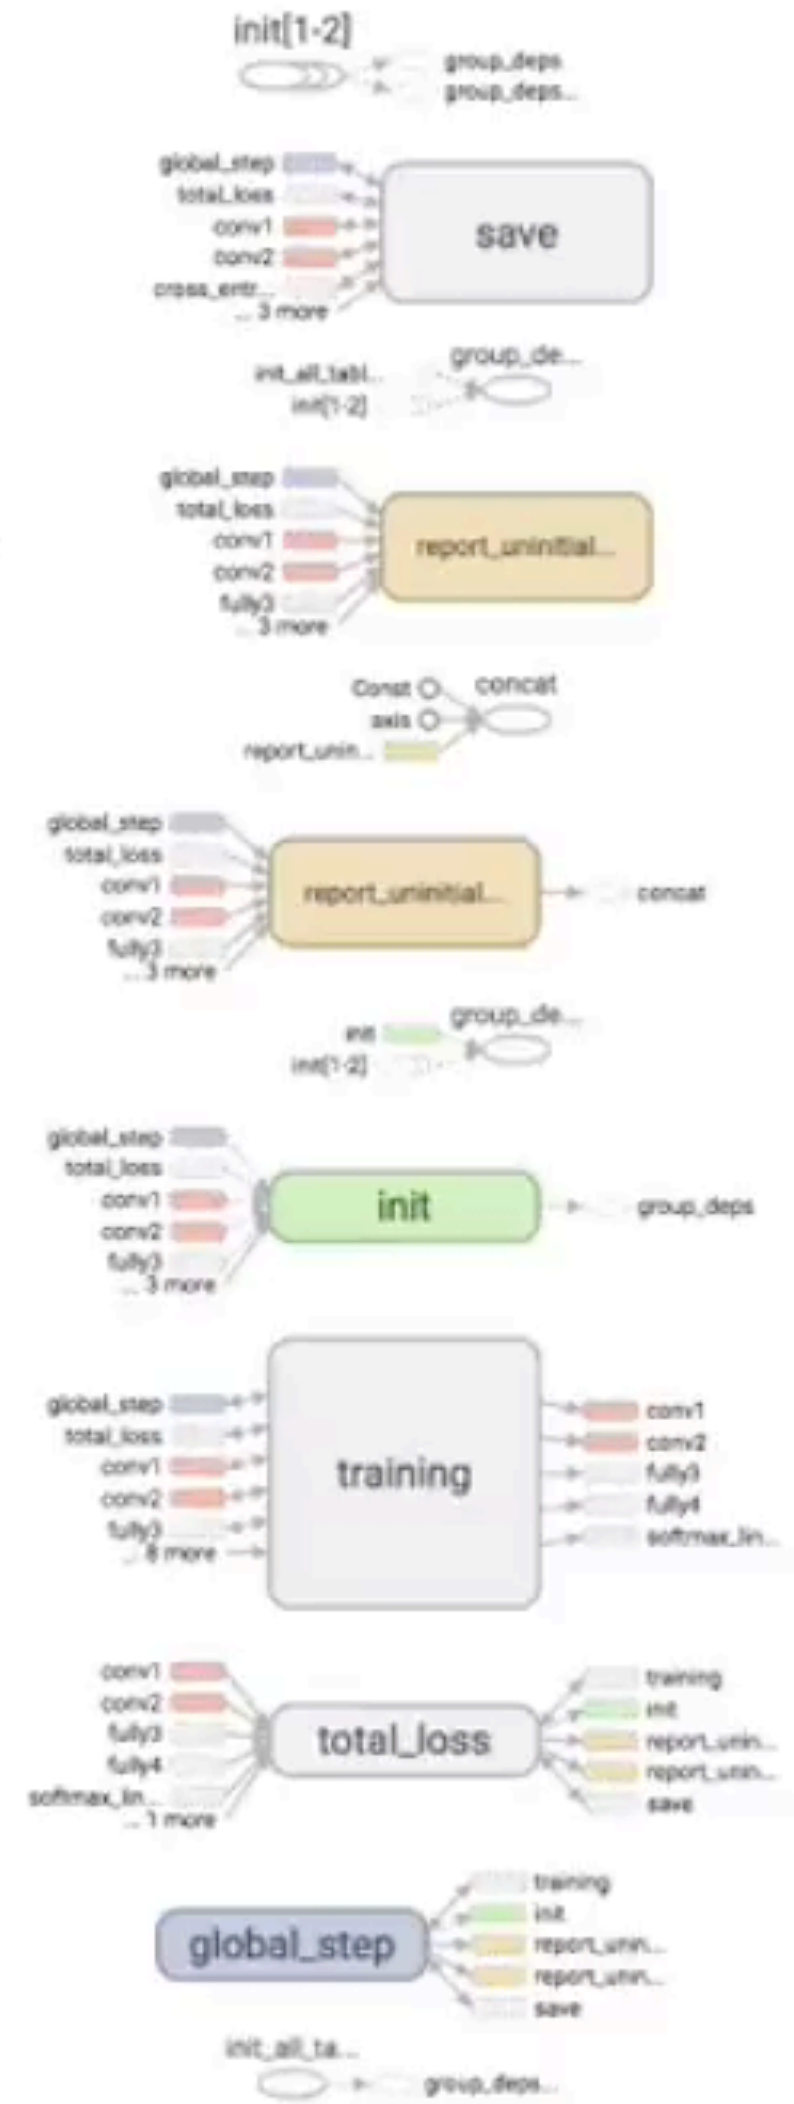 init[1-2]
group_deps
group_deps...
global_step
total_loss
conv1
save
conv2
cross_entr...
... 3 more
group_de...
init_all_tabl...
init[1-2]
global_step
total_loss
conv1
report_uninitial...
conv2
fully3
... 3 more
Const
concat
axis
report_unin...
global_step
total_loss
conv1
report_uninitial...
concat
conv2
fully3
... 3 more
group_de...
init
init[1-2]
global_step
total_loss
conv1
init
group_deps
conv2
fully3
... 3 more
global_step
total_loss
conv1
conv2
fully3
... 8 more
training
conv1
conv2
fully3
fully4
softmax_lin...
conv1
conv2
fully3
fully4
softmax_lin...
... 1 more
total_loss
training
init
report_unin...
report_unin...
save
global_step
training
init
report_unin...
report_unin...
save
init_all_ta...
group_deps...